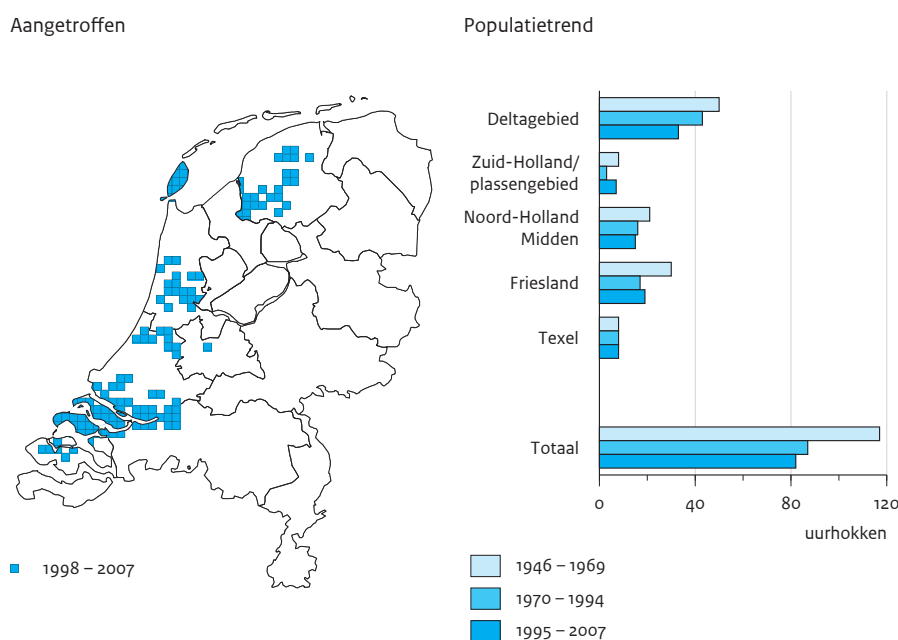 Aangetroffen
Populatietrend
Deltagebied
Zuid-Holland/
plassengebied
Noord-Holland
Midden
Friesland
Texel
Totaal
0 40 80 120
uurhokken
1998 – 2007
1946 – 1969
1970 – 1994
1995 – 2007